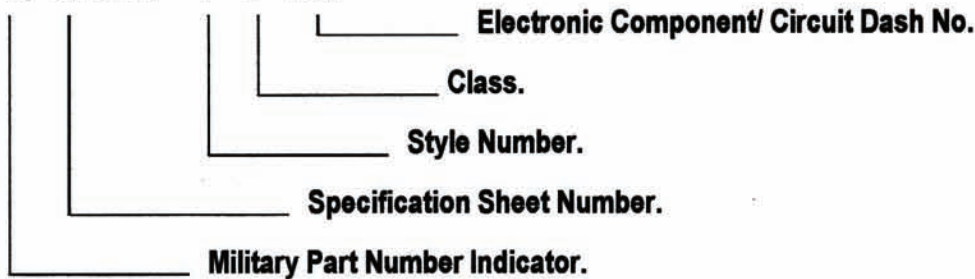 Electronic Component/ Circuit Dash No.
Class.
Style Number.
Specification Sheet Number.
Military Part Number Indicator.